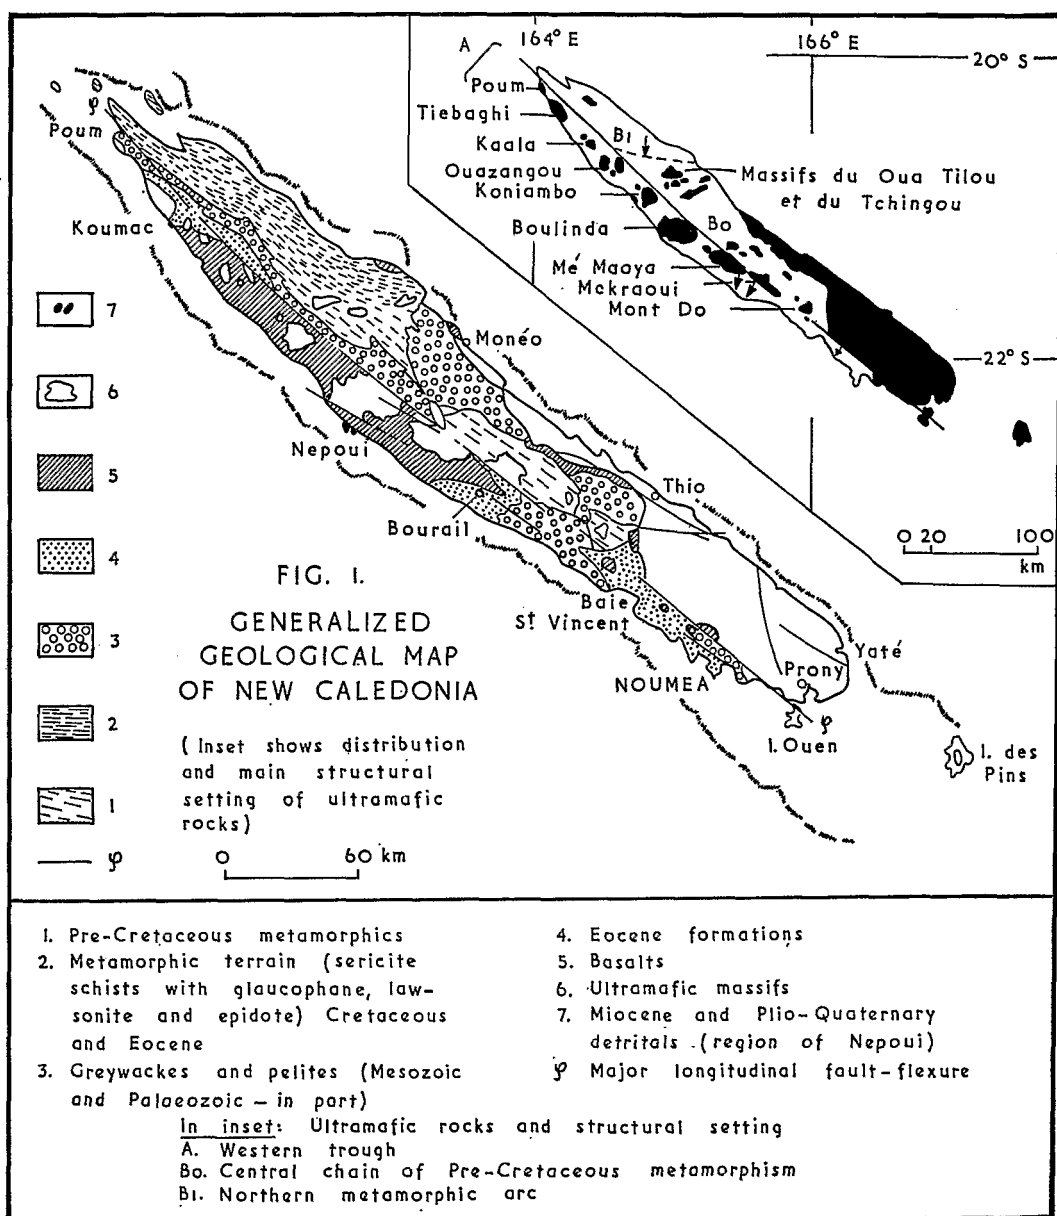 A
164° E
166° E
20° S
Poum
Tiebaghi
Kaala
Ouazangou
Koniambo
Boulinda
Mé Maoya
Mekraoui
Mont Do
B1
Bo
Massifs du Oua Tilou
et du Tchingou
22° S
0 20 100
km
φ
Poum
Koumac
Monéo
Nepoui
Bourail
Thio
Baie
St Vincent
NOUMEA
Prony
Yaté
φ
I. Ouen
I. des
Pins
7
6
5
4
3
2
1
φ
FIG. 1.
GENERALIZED
GEOLOGICAL MAP
OF NEW CALEDONIA
(Inset shows distribution
and main structural
setting of ultramafic
rocks)
0 60 km
1. Pre-Cretaceous metamorphics
2. Metamorphic terrain (sericite
schists with glaucophane, law-
sonite and epidote) Cretaceous
and Eocene
3. Greywackes and pelites (Mesozoic
and Palaeozoic – in part)
4. Eocene formations
5. Basalts
6. Ultramafic massifs
7. Miocene and Plio-Quaternary
detritals (region of Nepoui)
φ Major longitudinal fault-flexure
In inset: Ultramafic rocks and structural setting
A. Western trough
Bo. Central chain of Pre-Cretaceous metamorphism
B1. Northern metamorphic arc